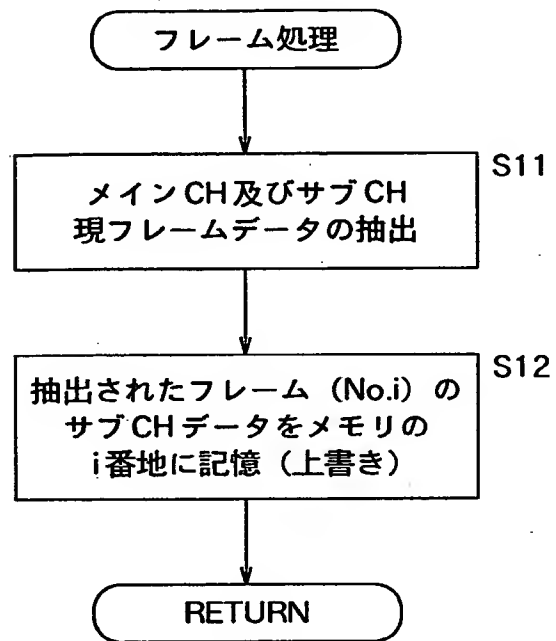 フレーム処理
S11
メインCH及びサブCH
現フレームデータの抽出
S12
抽出されたフレーム（No.i）の
サブCHデータをメモリの
i番地に記憶（上書き）
RETURN